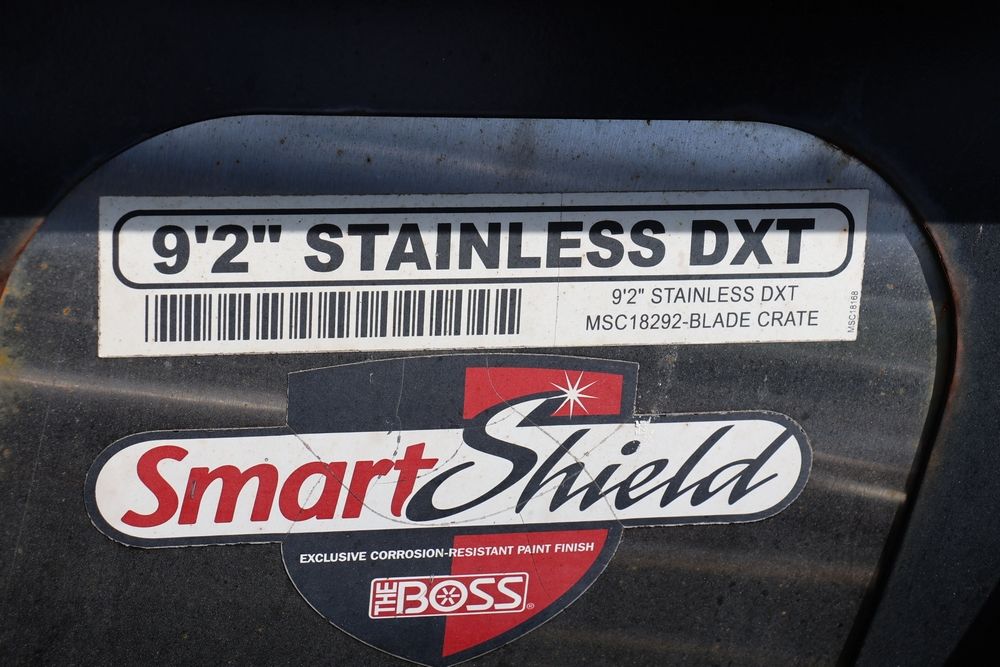 9'2" STAINLESS DXT
9'2" STAINLESS DXT
MSC18292-BLADE CRATE
MSC18168
SmartShield
EXCLUSIVE CORROSION-RESISTANT PAINT FINISH
THE BOSS®